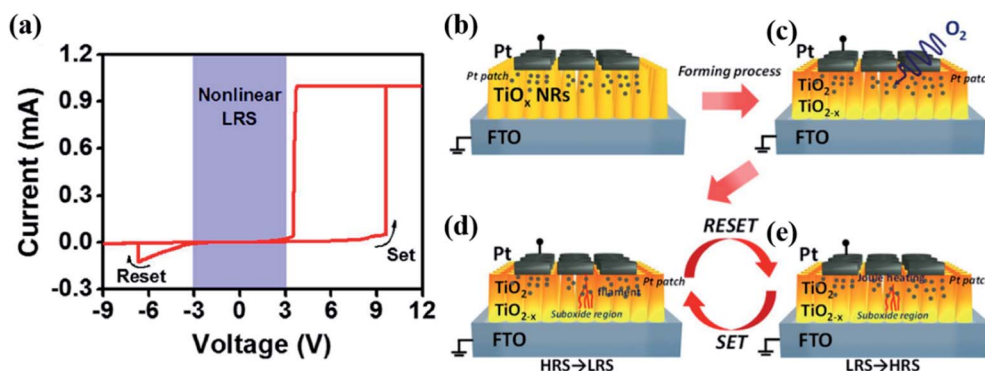 (a)
1.2
0.9
0.6
0.3
0.0
-0.3
Current (mA)
Nonlinear
LRS
Set
Reset
-9 -6 -3 0 3 6 9 12
Voltage (V)
(b)
Pt
Pt patch
TiOx NRs
FTO
Forming process
(c)
O2
Pt
Pt patch
TiO2
TiO2-x
FTO
(d)
Pt
Pt patch
TiO2
filament
TiO2-x
Suboxide region
FTO
HRS→LRS
RESET
SET
(e)
Pt
Joule heating
Pt patch
TiO2
TiO2-x
Suboxide region
FTO
LRS→HRS